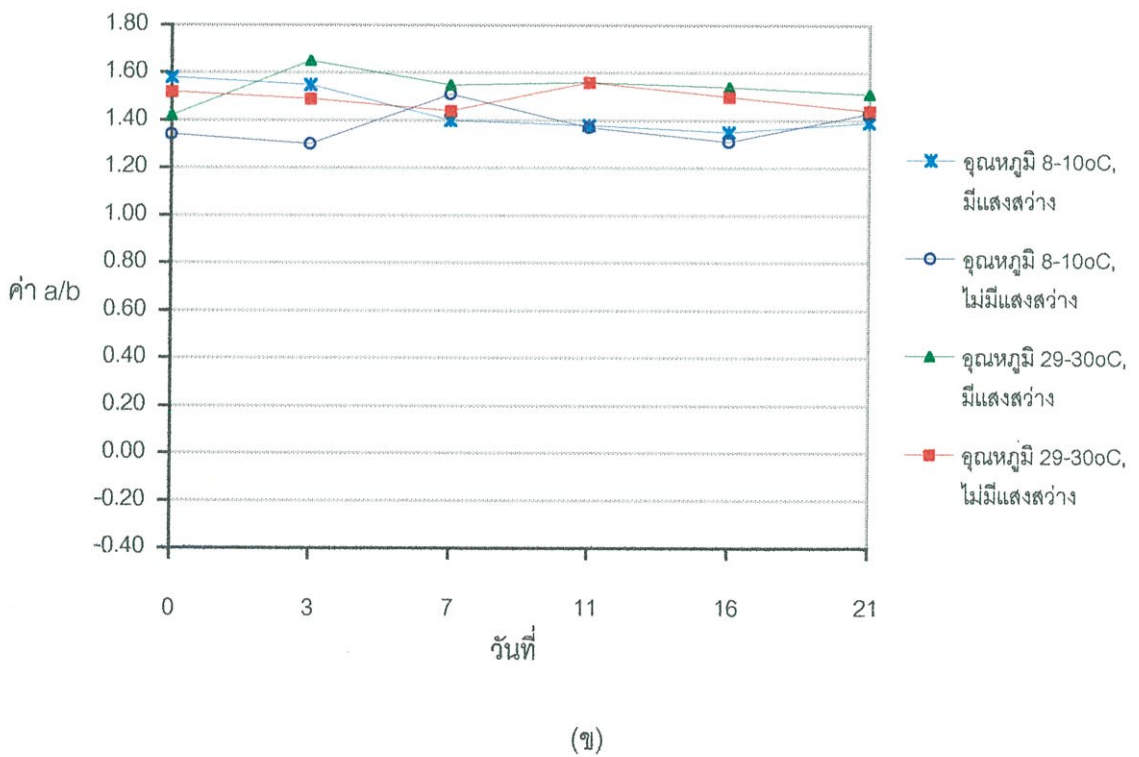 1.80
1.60
1.40
1.20
1.00
0.80
ค่า a/b
0.60
0.40
0.20
0.00
-0.20
-0.40
0
3
7
11
16
21
วันที่
อุณหภูมิ 8-10oC,
มีแสงสว่าง
อุณหภูมิ 8-10oC,
ไม่มีแสงสว่าง
อุณหภูมิ 29-30oC,
มีแสงสว่าง
อุณหภูมิ 29-30oC,
ไม่มีแสงสว่าง
(ข)